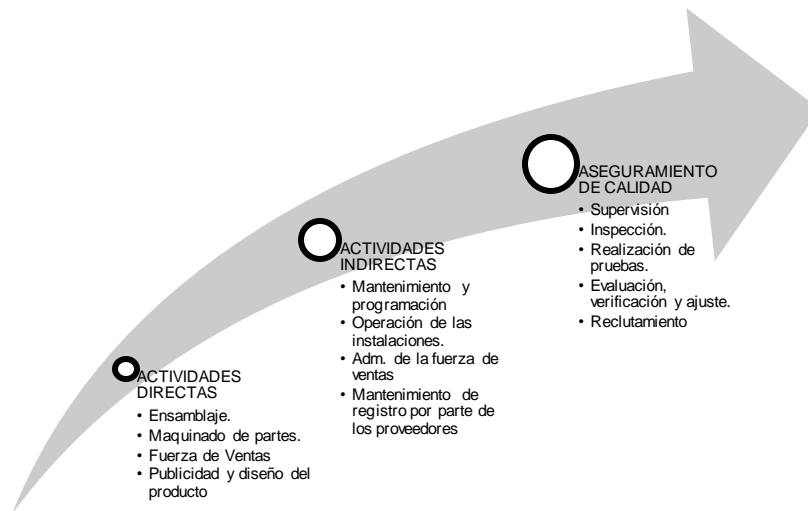 ACTIVIDADES
DIRECTAS
• Ensamblaje.
• Maquinado de partes.
• Fuerza de Ventas
• Publicidad y diseño del
producto
ACTIVIDADES
INDIRECTAS
• Mantenimiento y
programación
• Operación de las
instalaciones.
• Adm. de la fuerza de
ventas
• Mantenimiento de
registro por parte de
los proveedores
ASEGURAMIENTO
DE CALIDAD
• Supervisión
• Inspección.
• Realización de
pruebas.
• Evaluación,
verificación y ajuste.
• Reclutamiento